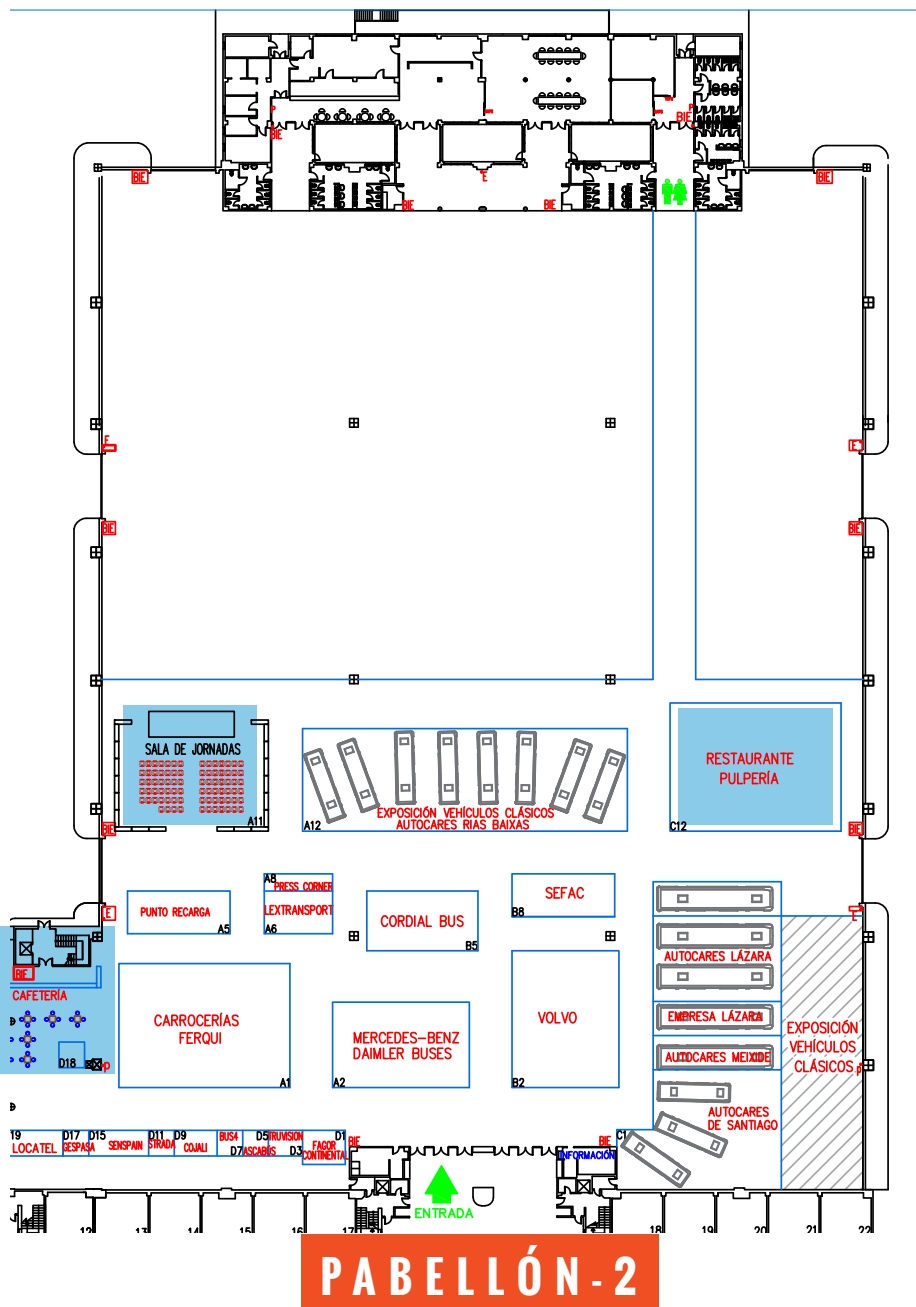 BIE
BIE
E
BIE
BIE
BIE
BIE
E
E
BIE
BIE
SALA DE JORNADAS
A11
EXPOSICIÓN VEHÍCULOS CLÁSICOS
AUTOCARES RIAS BAIXAS
A12
RESTAURANTE
PULPERÍA
C12
BIE
BIE
A8
PRESS CORNER
LEXTRANSPORT
A6
PUNTO RECARGA
A5
CORDIAL BUS
B5
SEFAC
B8
E
E
BIE
CAFETERÍA
D18
P
CARROCERÍAS
FERQUI
A1
MERCEDES-BENZ
DAIMLER BUSES
A2
VOLVO
B2
AUTOCARES LÁZARA
EMPRESA LÁZARA
AUTOCARES MEIXIDE
AUTOCARES
DE SANTIAGO
C1
EXPOSICIÓN
VEHÍCULOS
CLÁSICOS
P
19
LOCATEL
D17
GESPASA
D15
SENSPAIN
D11
STRADA
D9
COJALI
BUS4
D7
D5
ASCABUS
TRUVISION
D3
D1
FAGOR
CONTINENTAL
BIE
BIE
INFORMACIÓN
ENTRADA
12
13
14
15
16
17
18
19
20
21
22
PABELLÓN-2